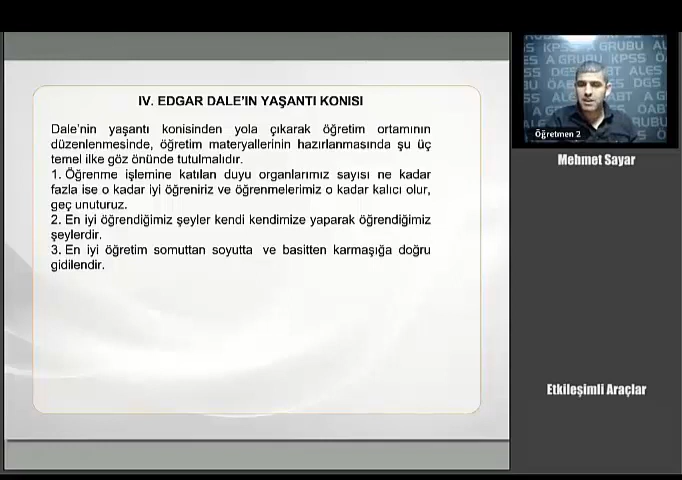 IV. EDGAR DALE'IN YAŞANTI KONISI
Dale'nin yaşantı konisinden yola çıkarak öğretim ortamının
düzenlenmesinde, öğretim materyallerinin hazırlanmasında şu üç
temel ilke göz önünde tutulmalıdır.
1. Öğrenme işlemine katılan duyu organlarımız sayısı ne kadar
fazla ise o kadar iyi öğreniriz ve öğrenmelerimiz o kadar kalıcı olur,
geç unuturuz.
2. En iyi öğrendiğimiz şeyler kendi kendimize yaparak öğrendiğimiz
şeylerdir.
3. En iyi öğretim somuttan soyutta ve basitten karmaşığa doğru
gidilendir.
KPSS A GRUBU
Öğretmen 2
Mehmet Sayar
Etkileşimli Araçlar